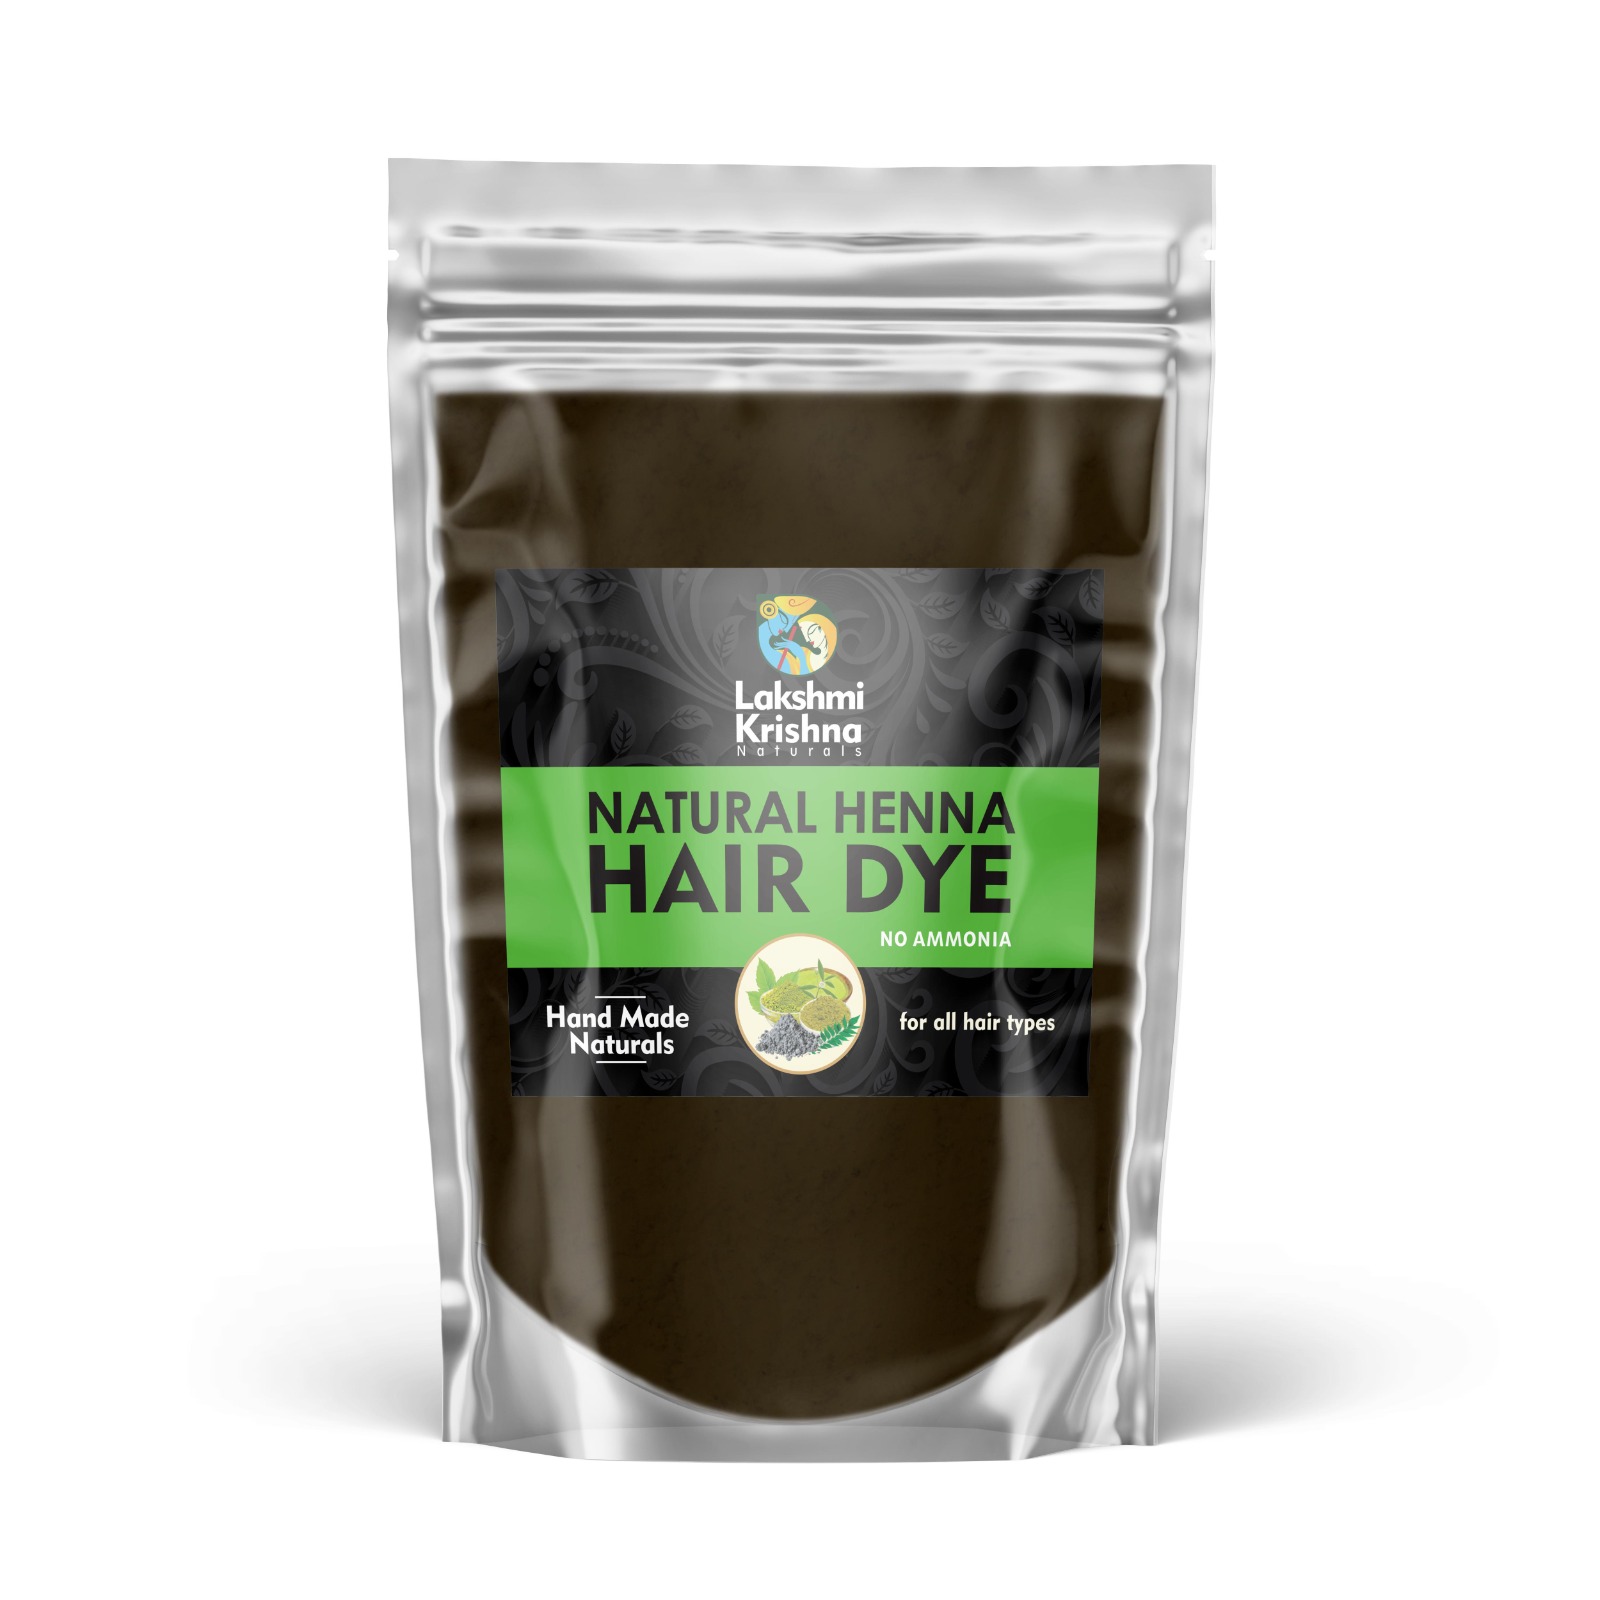 Lakshmi
Krishna
Naturals
NATURAL HENNA
HAIR DYE
NO AMMONIA
Hand Made
Naturals
for all hair types